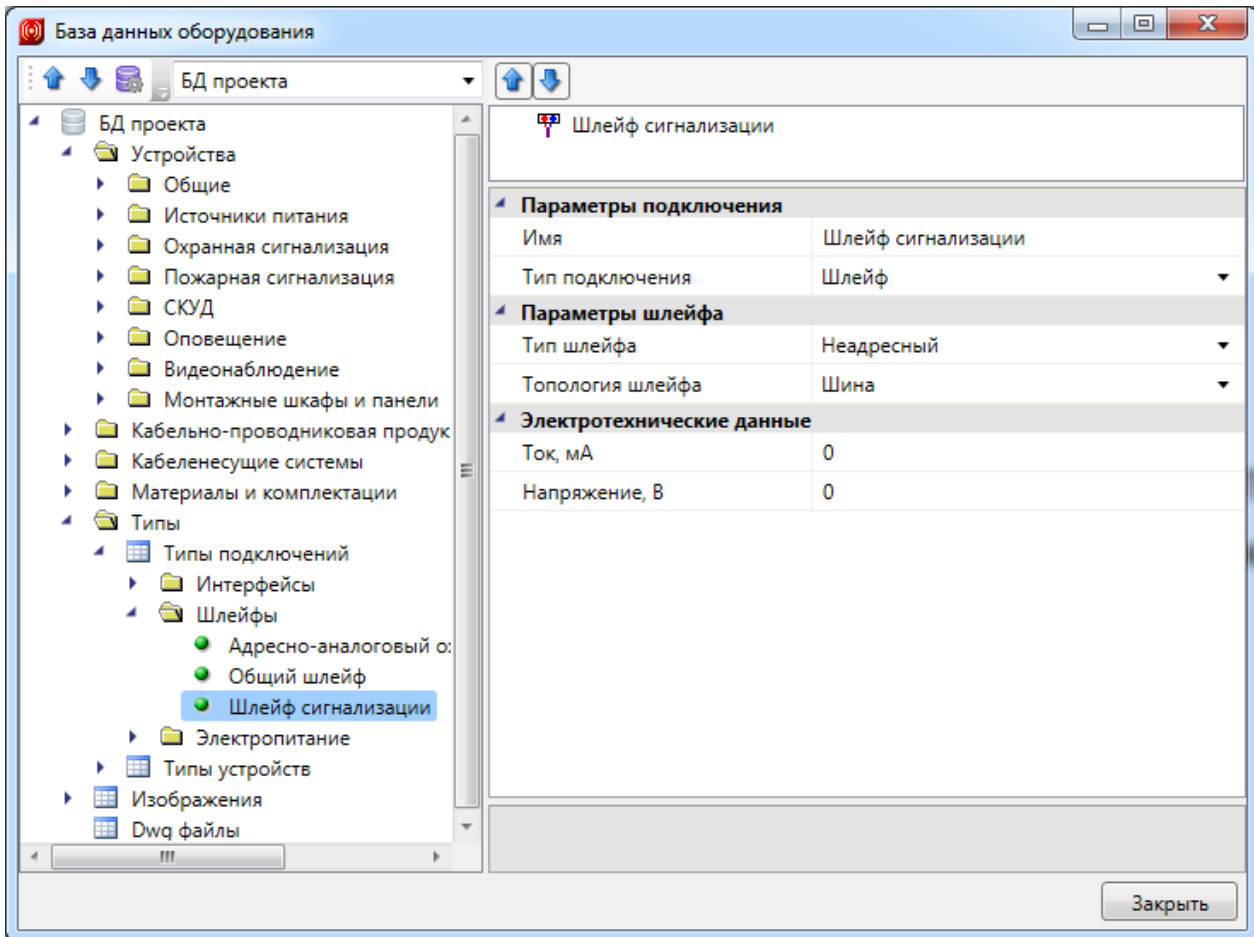 База данных оборудования
БД проекта
БД проекта
Устройства
Общие
Источники питания
Охранная сигнализация
Пожарная сигнализация
СКУД
Оповещение
Видеонаблюдение
Монтажные шкафы и панели
Кабельно-проводниковая продук
Кабеленесущие системы
Материалы и комплектации
Типы
Типы подключений
Интерфейсы
Шлейфы
Адресно-аналоговый о
Общий шлейф
Шлейф сигнализации
Электропитание
Типы устройств
Изображения
Dwg файлы
Шлейф сигнализации
Параметры подключения
Имя Шлейф сигнализации
Тип подключения Шлейф
Параметры шлейфа
Тип шлейфа Неадресный
Топология шлейфа Шина
Электротехнические данные
Ток, мА 0
Напряжение, В 0
Закрыть